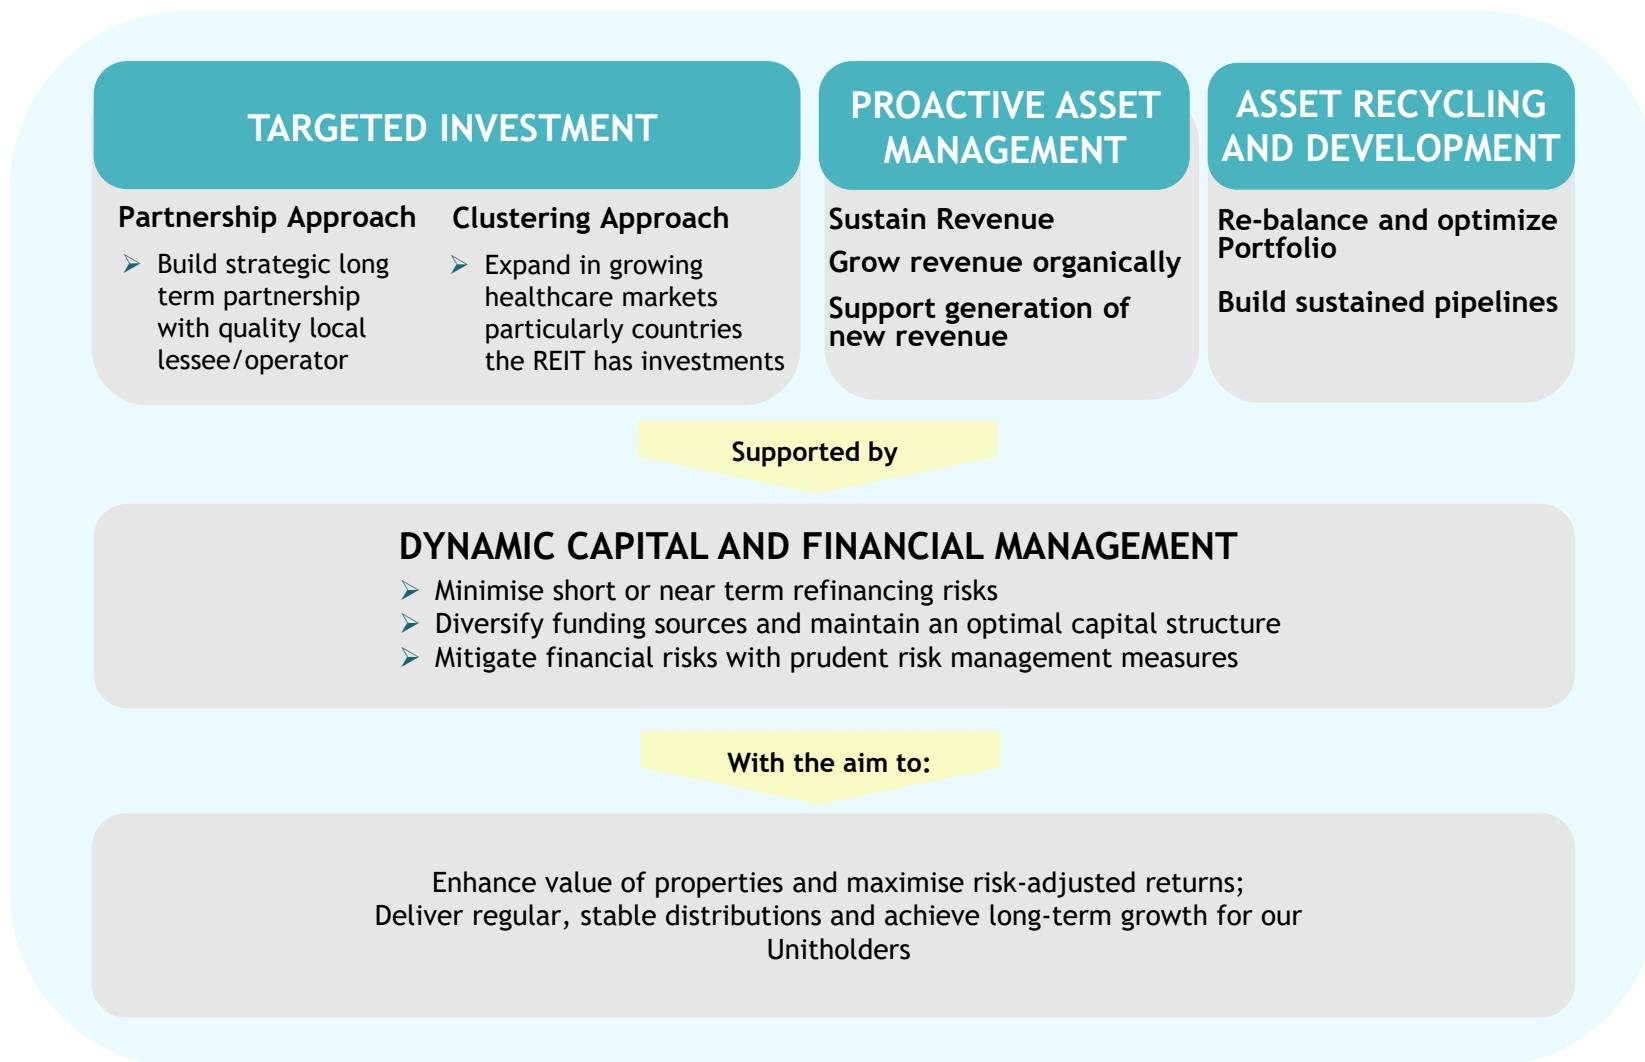 TARGETED INVESTMENT
Partnership Approach
➢ Build strategic long
term partnership
with quality local
lessee/operator
Clustering Approach
➢ Expand in growing
healthcare markets
particularly countries
the REIT has investments
PROACTIVE ASSET
MANAGEMENT
Sustain Revenue
Grow revenue organically
Support generation of
new revenue
ASSET RECYCLING
AND DEVELOPMENT
Re-balance and optimize
Portfolio
Build sustained pipelines
Supported by
DYNAMIC CAPITAL AND FINANCIAL MANAGEMENT
➢ Minimise short or near term refinancing risks
➢ Diversify funding sources and maintain an optimal capital structure
➢ Mitigate financial risks with prudent risk management measures
With the aim to:
Enhance value of properties and maximise risk-adjusted returns;
Deliver regular, stable distributions and achieve long-term growth for our
Unitholders